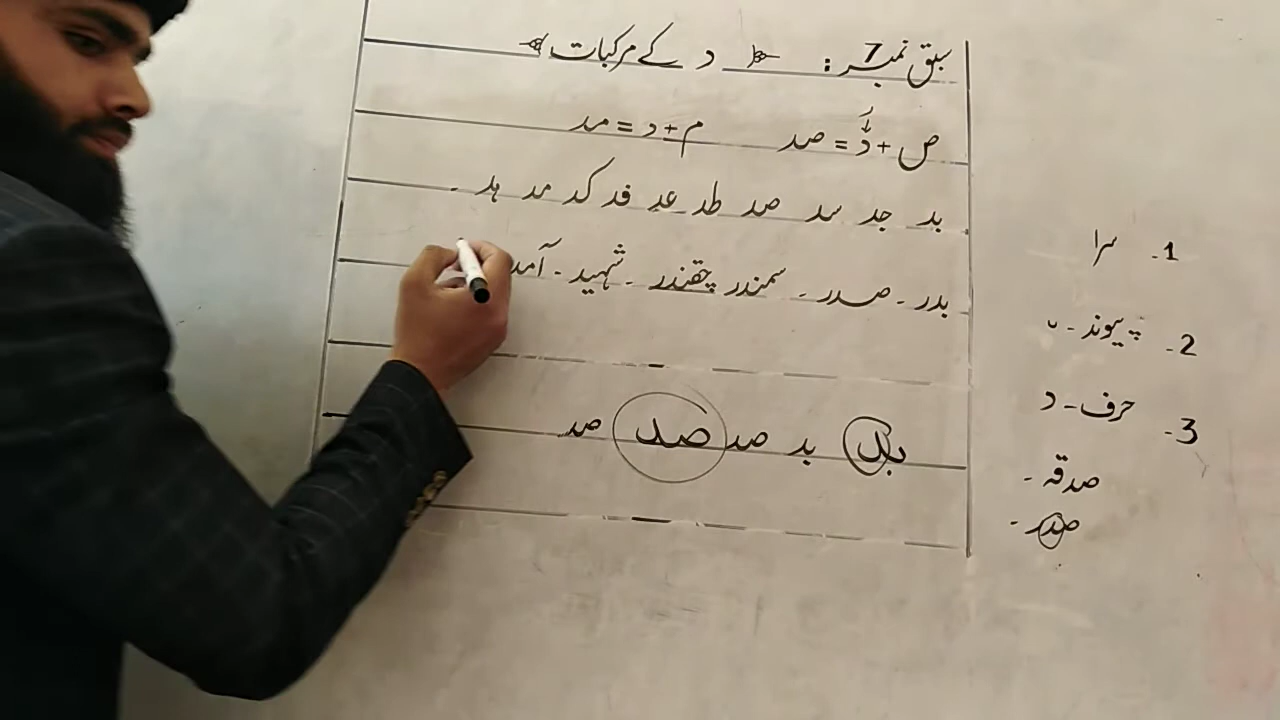 سبق نمبر 7 : د کے مرکبات
ص + د = صد م + د = مد
بد جد سد صد طد عد فد کد مد ہد ۔
بدر ۔ صدر ۔ سمندر چقندر ۔ شہید ۔ آمد
بد بد صد صد صد
1۔ سرا
2۔ پیوند ۔
3۔ حرف ۔ د
صدقہ ۔
صدر ۔